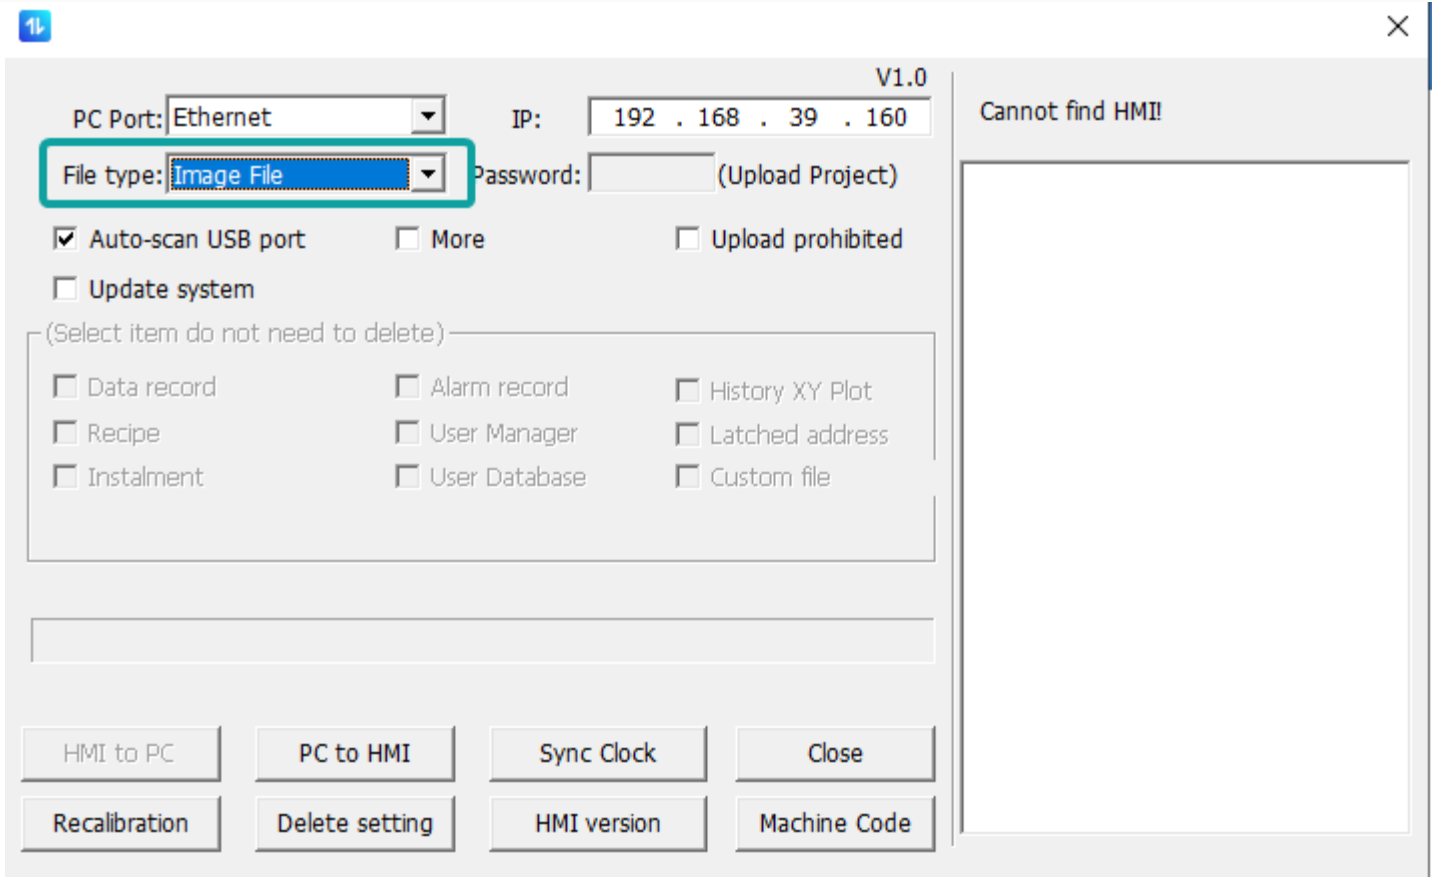 V1.0
PC Port: Ethernet IP: 192 . 168 . 39 . 160 Cannot find HMI!
File type: Image File Password: (Upload Project)
Auto-scan USB port More Upload prohibited
Update system
(Select item do not need to delete)
Data record Alarm record History XY Plot
Recipe User Manager Latched address
Instalment User Database Custom file
HMI to PC PC to HMI Sync Clock Close
Recalibration Delete setting HMI version Machine Code